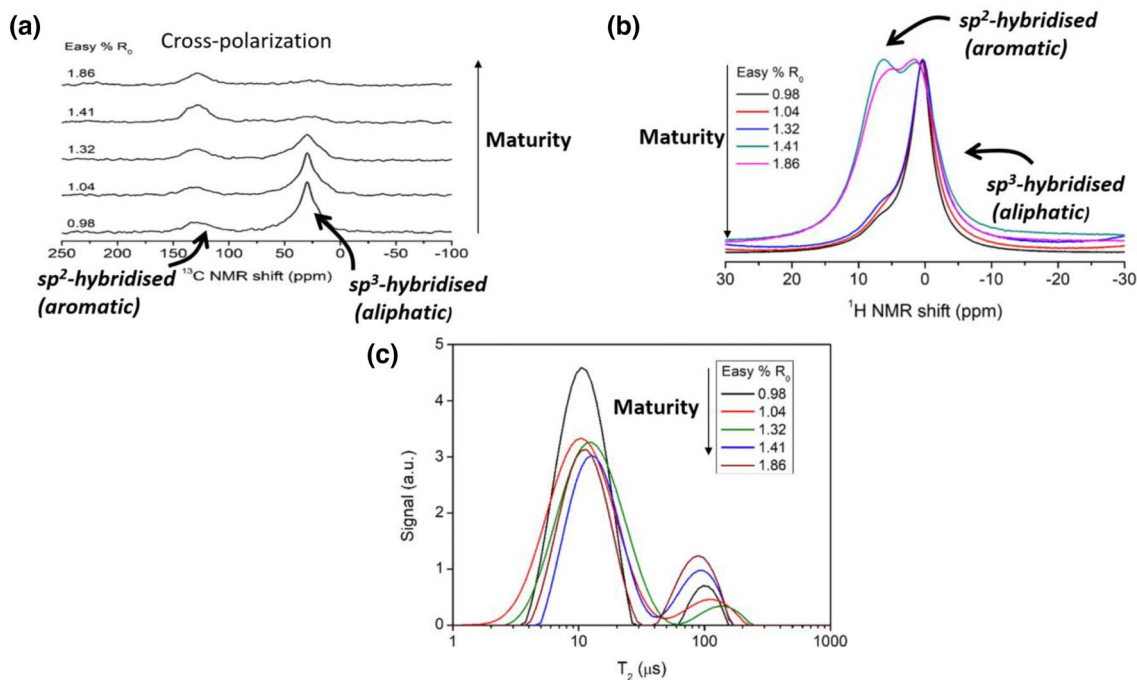 (a)
Easy % R₀
Cross-polarization
1.86
1.41
1.32
1.04
0.98
Maturity
250 200 150 100 50 0 -50 -100
¹³C NMR shift (ppm)
sp²-hybridised
(aromatic)
sp³-hybridised
(aliphatic)
(b)
sp²-hybridised
(aromatic)
Easy % R₀
0.98
1.04
1.32
1.41
1.86
Maturity
sp³-hybridised
(aliphatic)
30 20 10 0 -10 -20 -30
¹H NMR shift (ppm)
(c)
5
4
3
2
1
0
Signal (a.u.)
Maturity
Easy % R₀
0.98
1.04
1.32
1.41
1.86
1 10 100 1000
T₂ (µs)